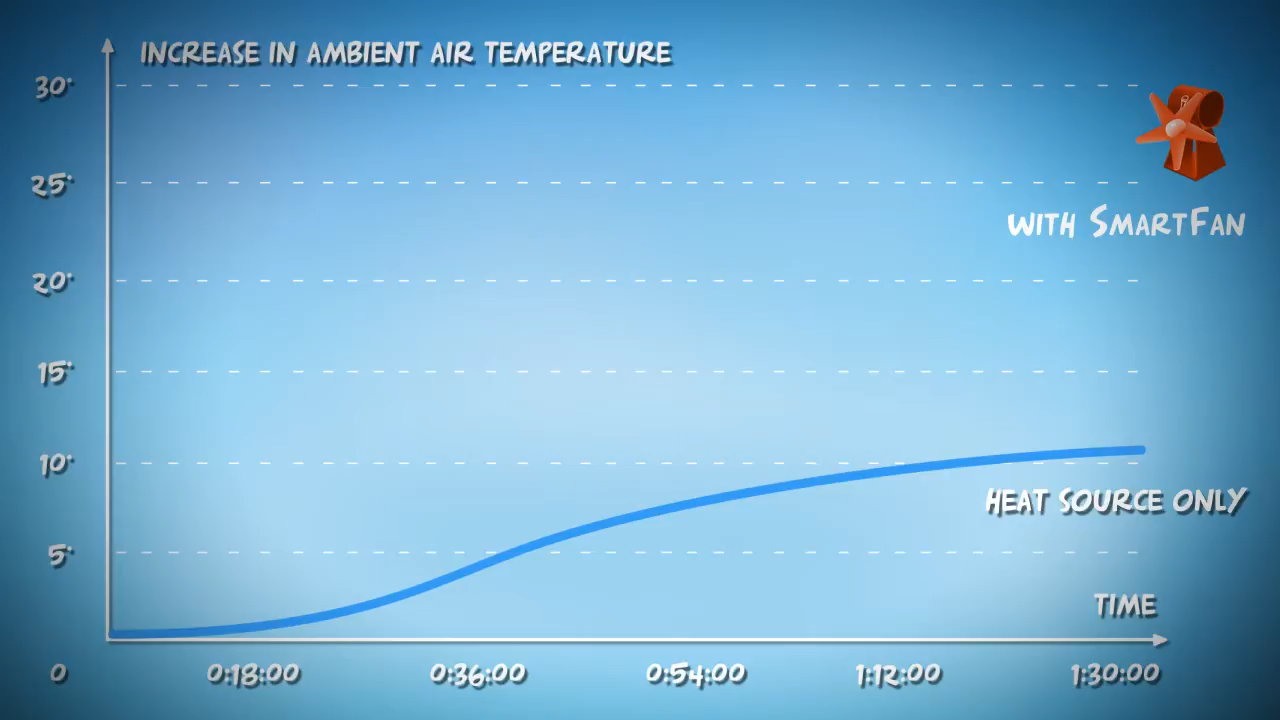 INCREASE IN AMBIENT AIR TEMPERATURE
30°
25°
WITH SMARTFAN
20°
15°
10°
HEAT SOURCE ONLY
5°
TIME
0 0:18:00 0:36:00 0:54:00 1:12:00 1:30:00